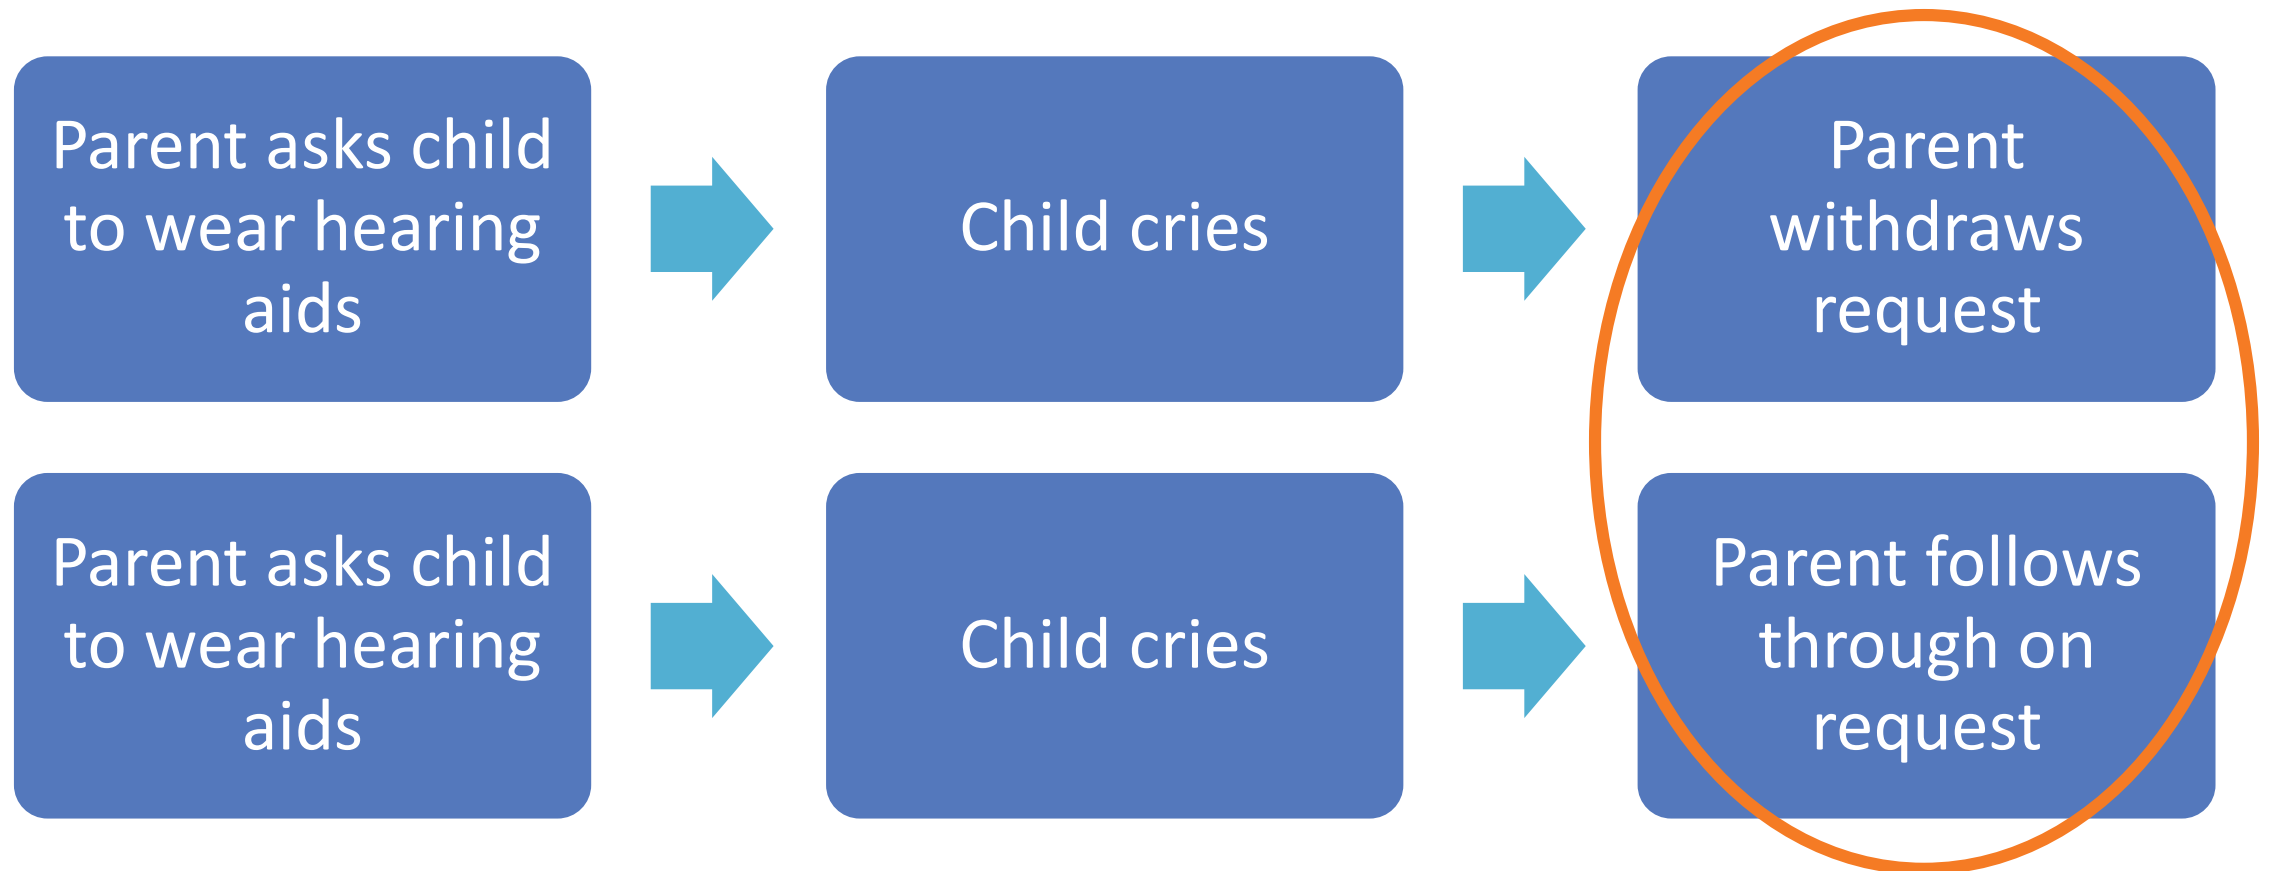 Parent asks child
to wear hearing
aids
Child cries
Parent
withdraws
request
Parent asks child
to wear hearing
aids
Child cries
Parent follows
through on
request